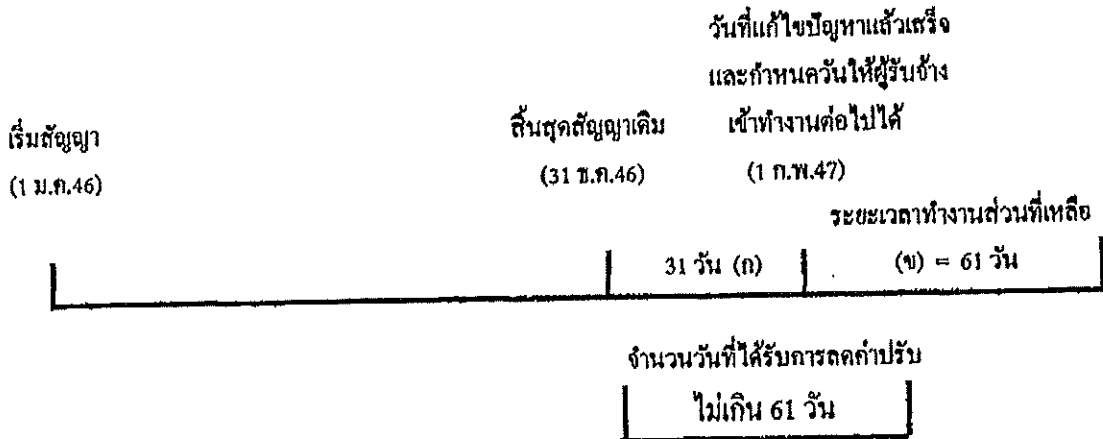 วันที่แก้ไขปัญหาแล้วเสร็จ
และกำหนดวันให้ผู้รับจ้าง
เริ่มสัญญา สิ้นสุดสัญญาเดิม เข้าทำงานต่อไปได้
(1 ม.ค.46) (31 ธ.ค.46) (1 ก.พ.47)
ระยะเวลาทำงานส่วนที่เหลือ
31 วัน (ก) (ข) = 61 วัน
จำนวนวันที่ได้รับการลดค่าปรับ
ไม่เกิน 61 วัน